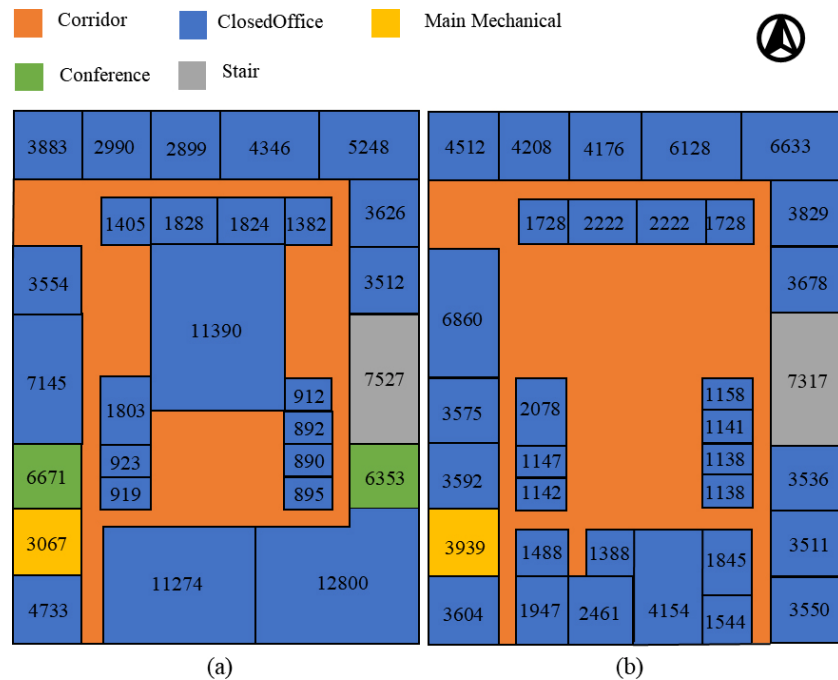 Corridor ClosedOffice Main Mechanical
Conference Stair
3883 2990 2899 4346 5248
4512 4208 4176 6128 6633
1405 1828 1824 1382 3626
1728 2222 2222 1728 3829
3554 3512
3678
11390
6860
7145 7527
7317
1803 912
892
2078 1158
1141
3575
6671 923 890 6353
919 895
3592 1147 1138 3536
1142 1138
3067
11274 12800
4733
3939 1488 1388 1845 3511
3604 1947 2461 4154 1544 3550
(a) (b)